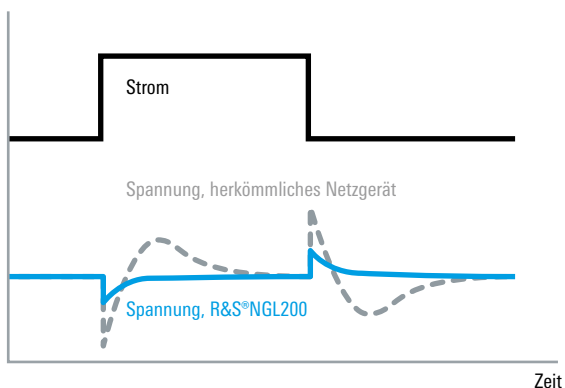 Strom
Spannung, herkömmliches Netzgerät
Spannung, R&S®NGL200
Zeit